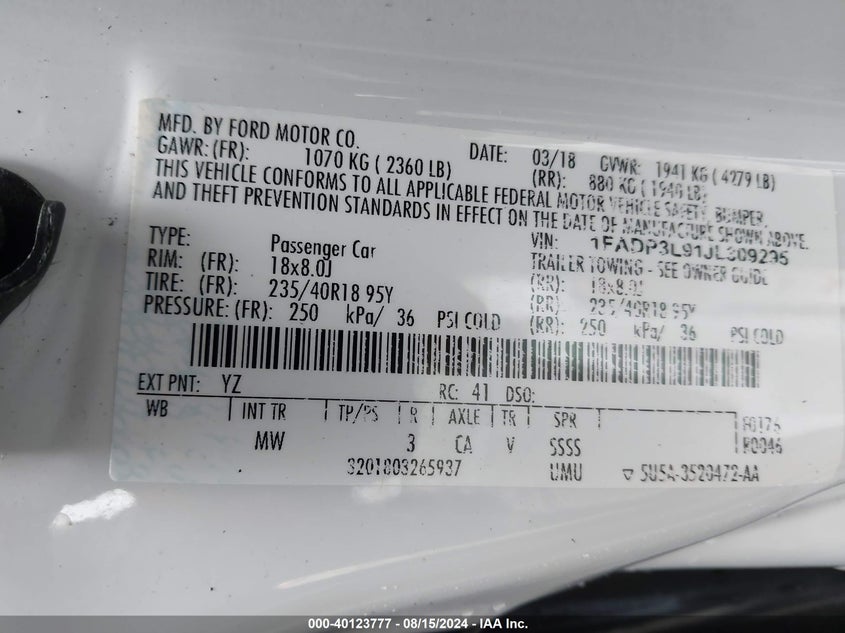 MFD. BY FORD MOTOR CO. DATE: 03/18 GVWR: 1941 KG ( 4279 LB)
GAWR: (FR): 1070 KG ( 2360 LB) (RR): 880 KG ( 1940 LB)
THIS VEHICLE CONFORMS TO ALL APPLICABLE FEDERAL MOTOR VEHICLE SAFETY, BUMPER,
AND THEFT PREVENTION STANDARDS IN EFFECT ON THE DATE OF MANUFACTURE SHOWN ABOVE.
VIN: 1FADP3L91JL309236
TYPE: Passenger Car TRAILER TOWING - SEE OWNER GUIDE
RIM: (FR): 18x8.0J (RR): 18x8.0J
TIRE: (FR): 235/40R18 95Y (RR) 235/40R18 95Y
PRESSURE: (FR): 250 kPa/ 36 PSI COLD (RR): 250 kPa/ 36 PSI COLD
EXT PNT: YZ RC: 41 DSO:
WB INT TR TP/PS R AXLE TR SPR F0176
MW 3 CA V SSSS R0046
3201803265937 UMU ▽ 5U5A-3520472-AA
000-40123777 - 08/15/2024 - IAA Inc.